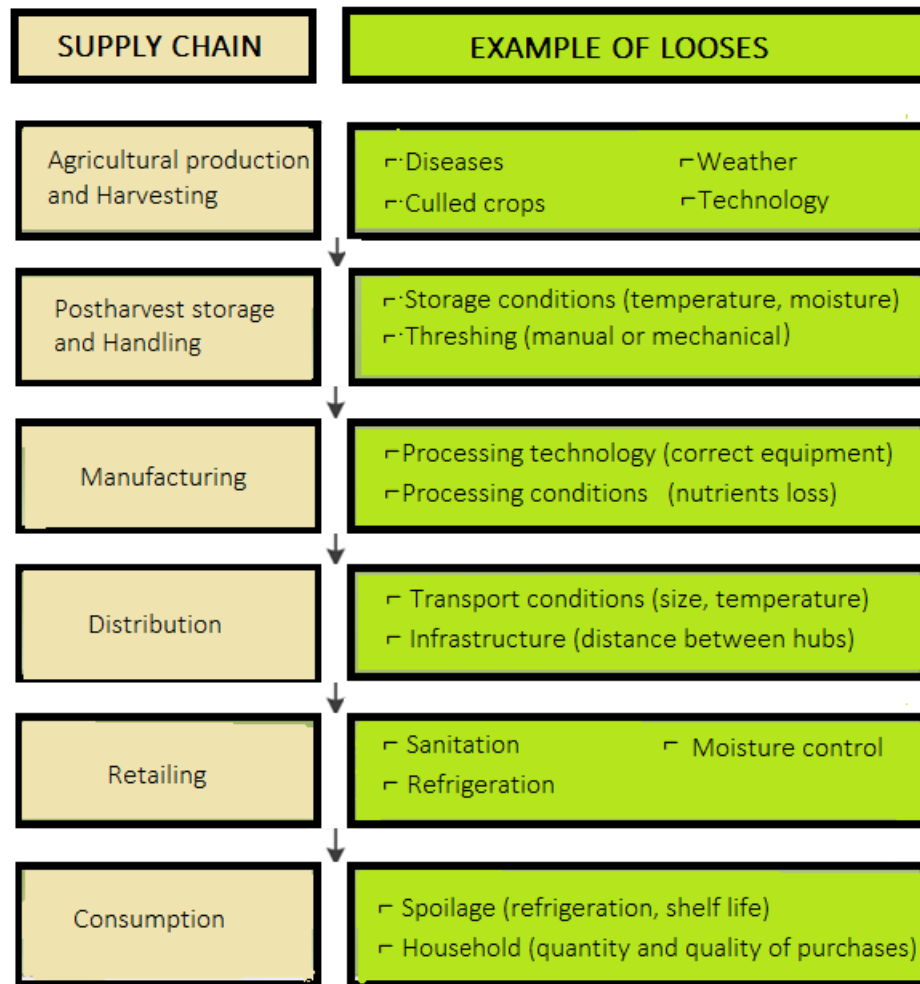 SUPPLY CHAIN
EXAMPLE OF LOOSES
Agricultural production
and Harvesting
Diseases
Weather
Culled crops
Technology
Postharvest storage
and Handling
Storage conditions (temperature, moisture)
Threshing (manual or mechanical)
Manufacturing
Processing technology (correct equipment)
Processing conditions (nutrients loss)
Distribution
Transport conditions (size, temperature)
Infrastructure (distance between hubs)
Retailing
Sanitation
Moisture control
Refrigeration
Consumption
Spoilage (refrigeration, shelf life)
Household (quantity and quality of purchases)